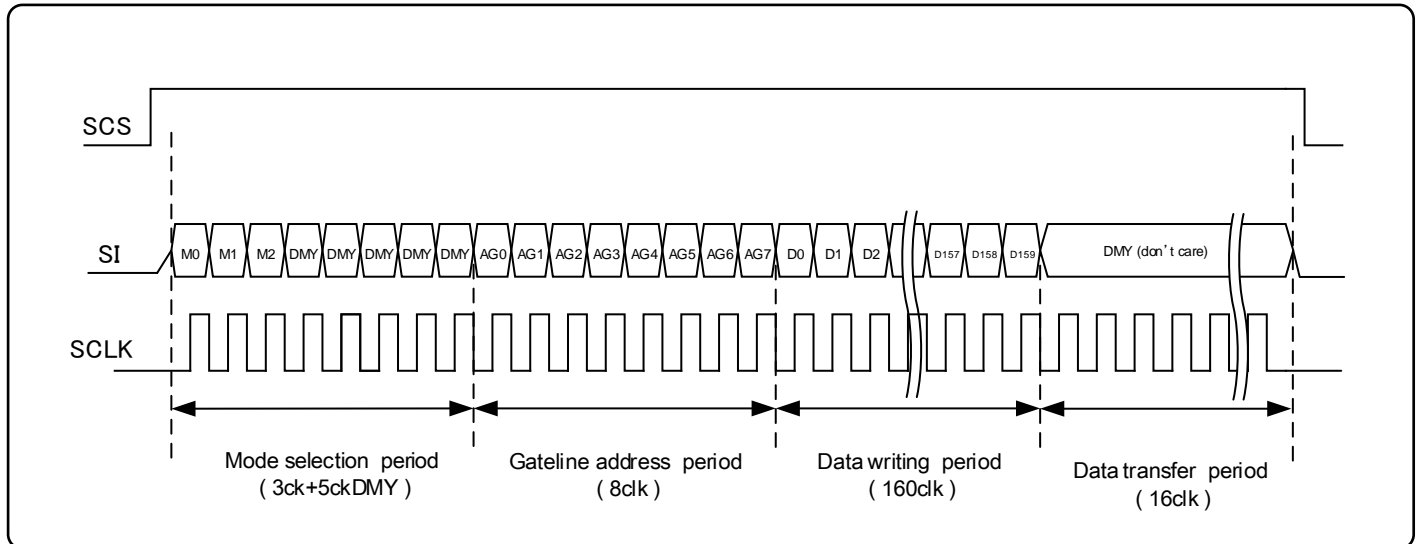 SCS
SI M0 M1 M2 DMY DMY DMY DMY DMY AG0 AG1 AG2 AG3 AG4 AG5 AG6 AG7 D0 D1 D2 D157 D158 D159 DMY (don't care)
SCLK
Mode selection period
( 3ck+5ckDMY )
Gateline address period
( 8clk )
Data writing period
( 160clk )
Data transfer period
( 16clk )